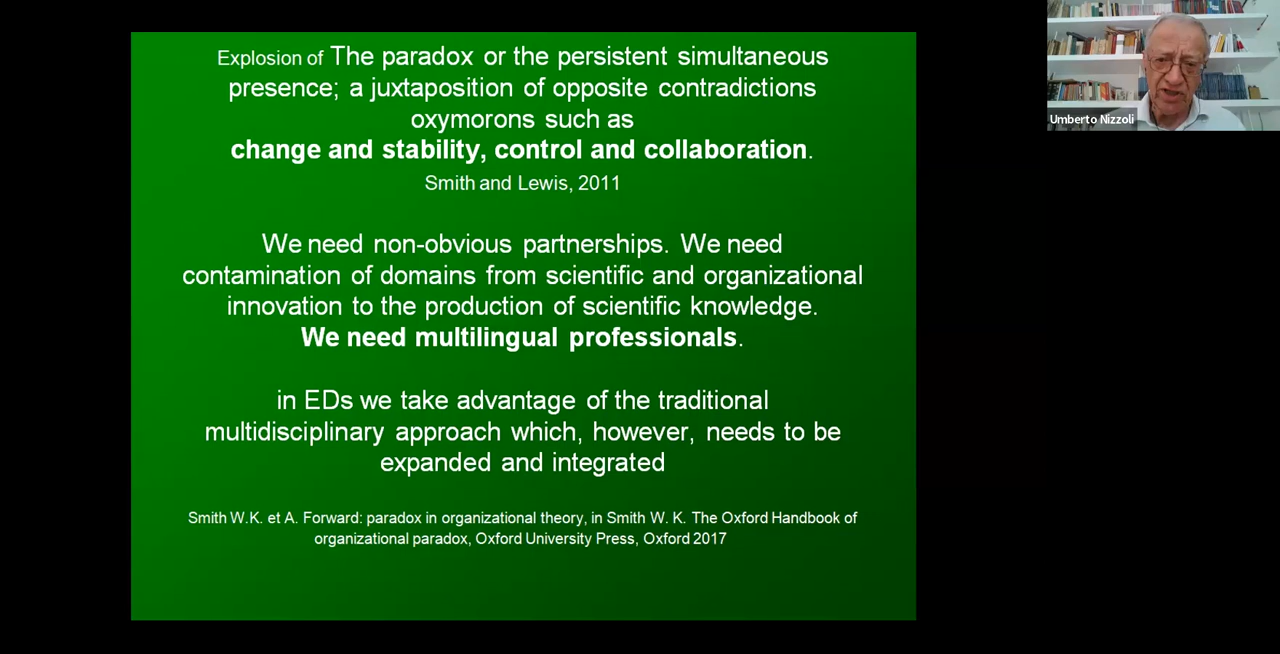 Explosion of The paradox or the persistent simultaneous
presence; a juxtaposition of opposite contradictions
oxymorons such as
change and stability, control and collaboration.
Smith and Lewis, 2011
We need non-obvious partnerships. We need
contamination of domains from scientific and organizational
innovation to the production of scientific knowledge.
We need multilingual professionals.
in EDs we take advantage of the traditional
multidisciplinary approach which, however, needs to be
expanded and integrated
Smith W.K. et A. Forward: paradox in organizational theory, in Smith W. K. The Oxford Handbook of
organizational paradox, Oxford University Press, Oxford 2017
Umberto Nizzoli